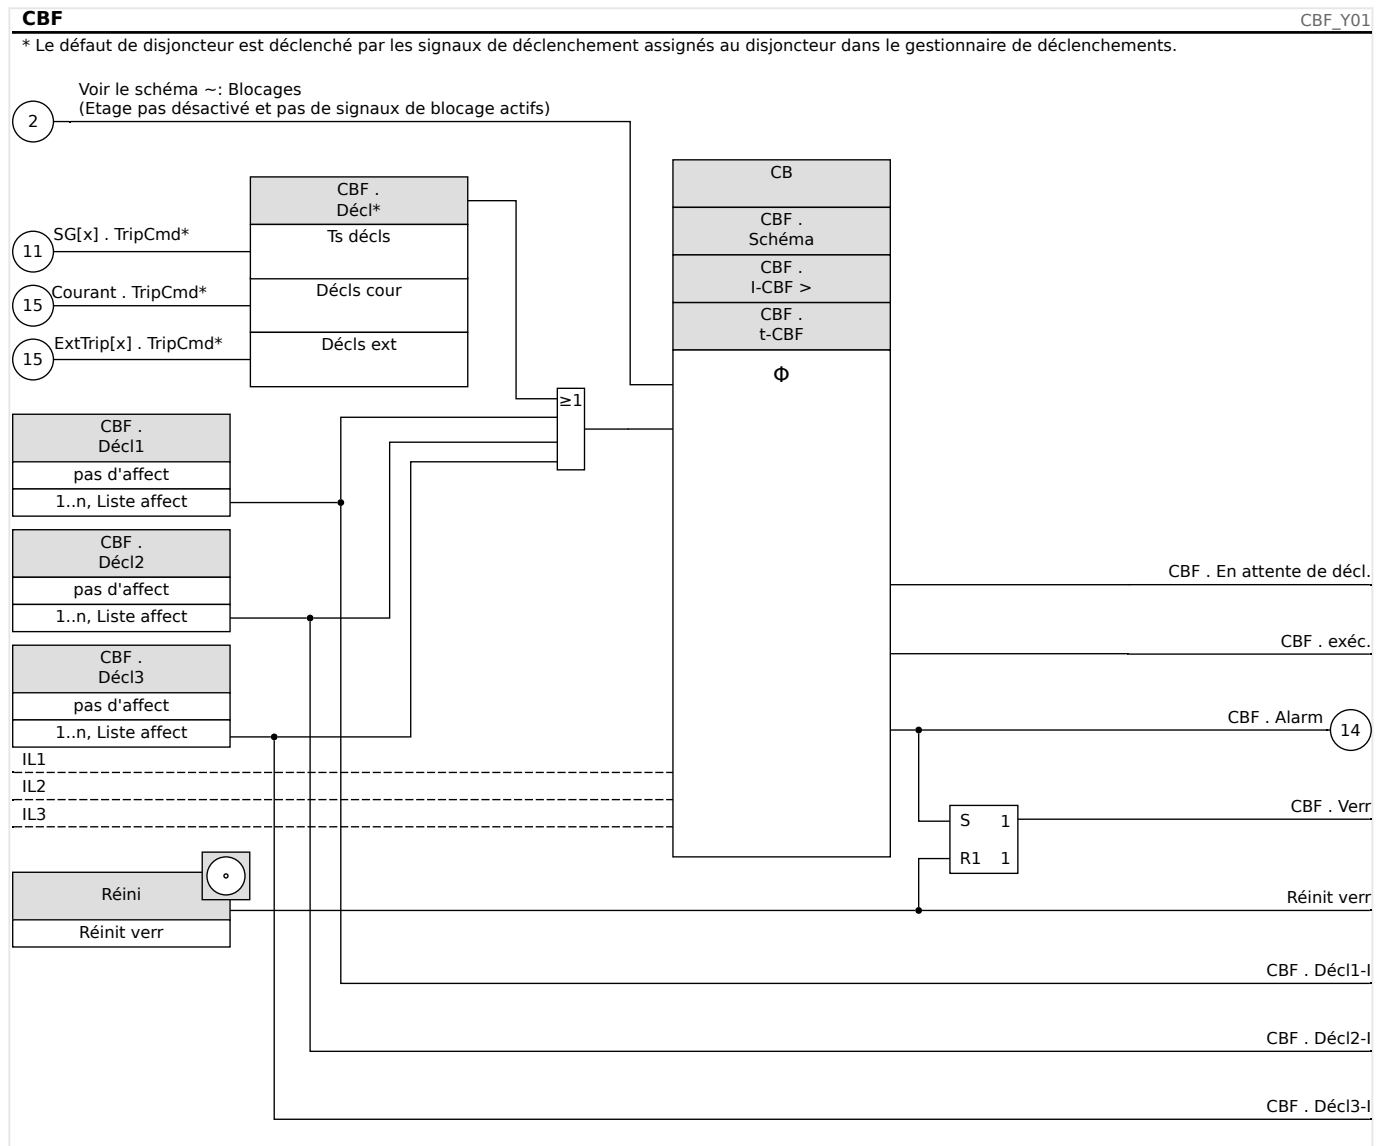 CBF
CBF_Y01
* Le défaut de disjoncteur est déclenché par les signaux de déclenchement assignés au disjoncteur dans le gestionnaire de déclenchements.
Voir le schéma ~: Blocages
(Etage pas désactivé et pas de signaux de blocage actifs)
2
CBF .
Décl*
Ts décls
Décls cour
Décls ext
SG[x] . TripCmd*
11
Courant . TripCmd*
15
ExtTrip[x] . TripCmd*
15
CB
CBF .
Schéma
CBF .
I-CBF >
CBF .
t-CBF
Φ
≥1
CBF .
Décl1
pas d'affect
1..n, Liste affect
CBF .
Décl2
pas d'affect
1..n, Liste affect
CBF .
Décl3
pas d'affect
1..n, Liste affect
IL1
IL2
IL3
CBF . En attente de décl.
CBF . exéc.
CBF . Alarm
14
S 1
R1 1
CBF . Verr
Réini
Réinit verr
Réinit verr
CBF . Décl1-I
CBF . Décl2-I
CBF . Décl3-I